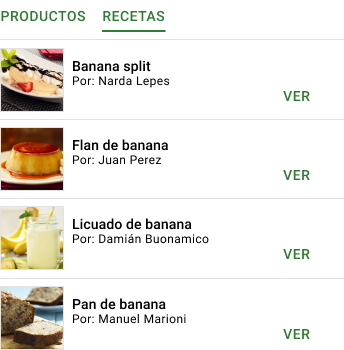 PRODUCTOS RECETAS
Banana split
Por: Narda Lepes
VER
Flan de banana
Por: Juan Perez
VER
Licuado de banana
Por: Damián Buonamico
VER
Pan de banana
Por: Manuel Marioni
VER